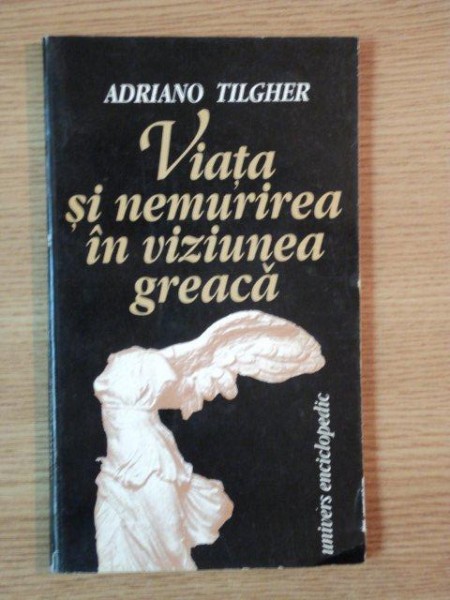 ADRIANO TILGHER
Viața
și nemurirea
în viziunea
greacă
univers enciclopedic